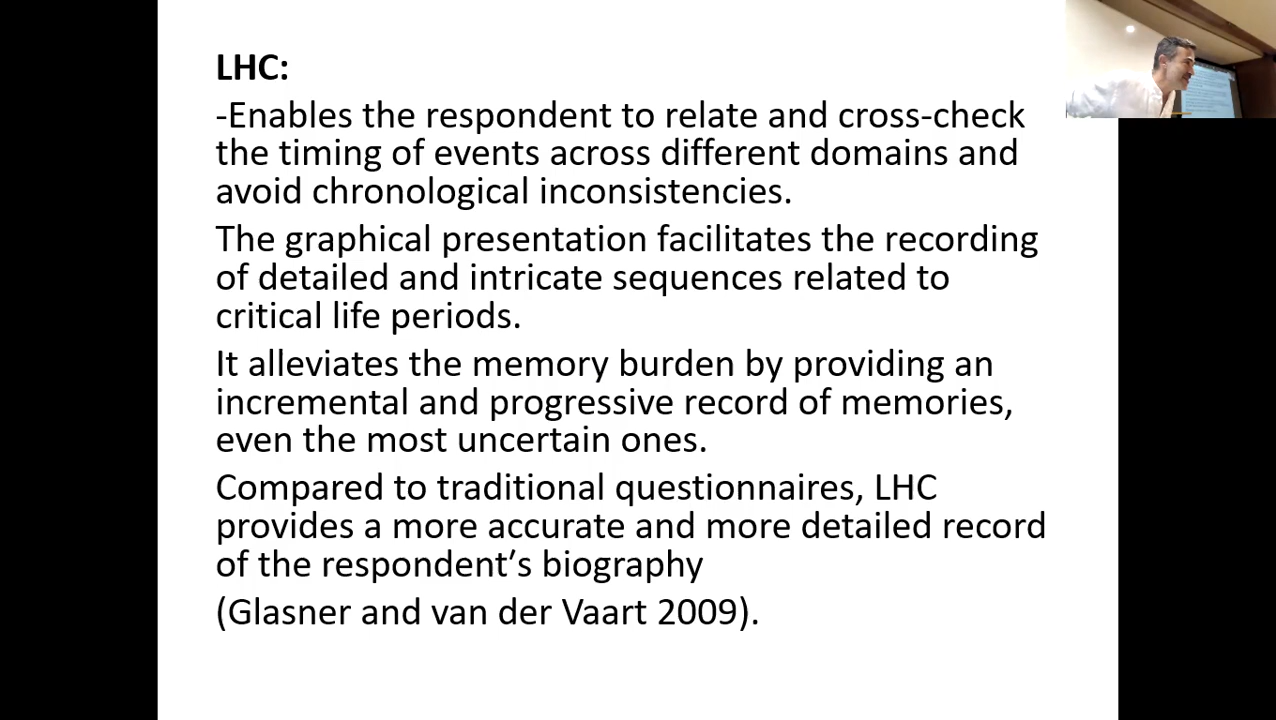 LHC:
-Enables the respondent to relate and cross-check
the timing of events across different domains and
avoid chronological inconsistencies.
The graphical presentation facilitates the recording
of detailed and intricate sequences related to
critical life periods.
It alleviates the memory burden by providing an
incremental and progressive record of memories,
even the most uncertain ones.
Compared to traditional questionnaires, LHC
provides a more accurate and more detailed record
of the respondent’s biography
(Glasner and van der Vaart 2009).